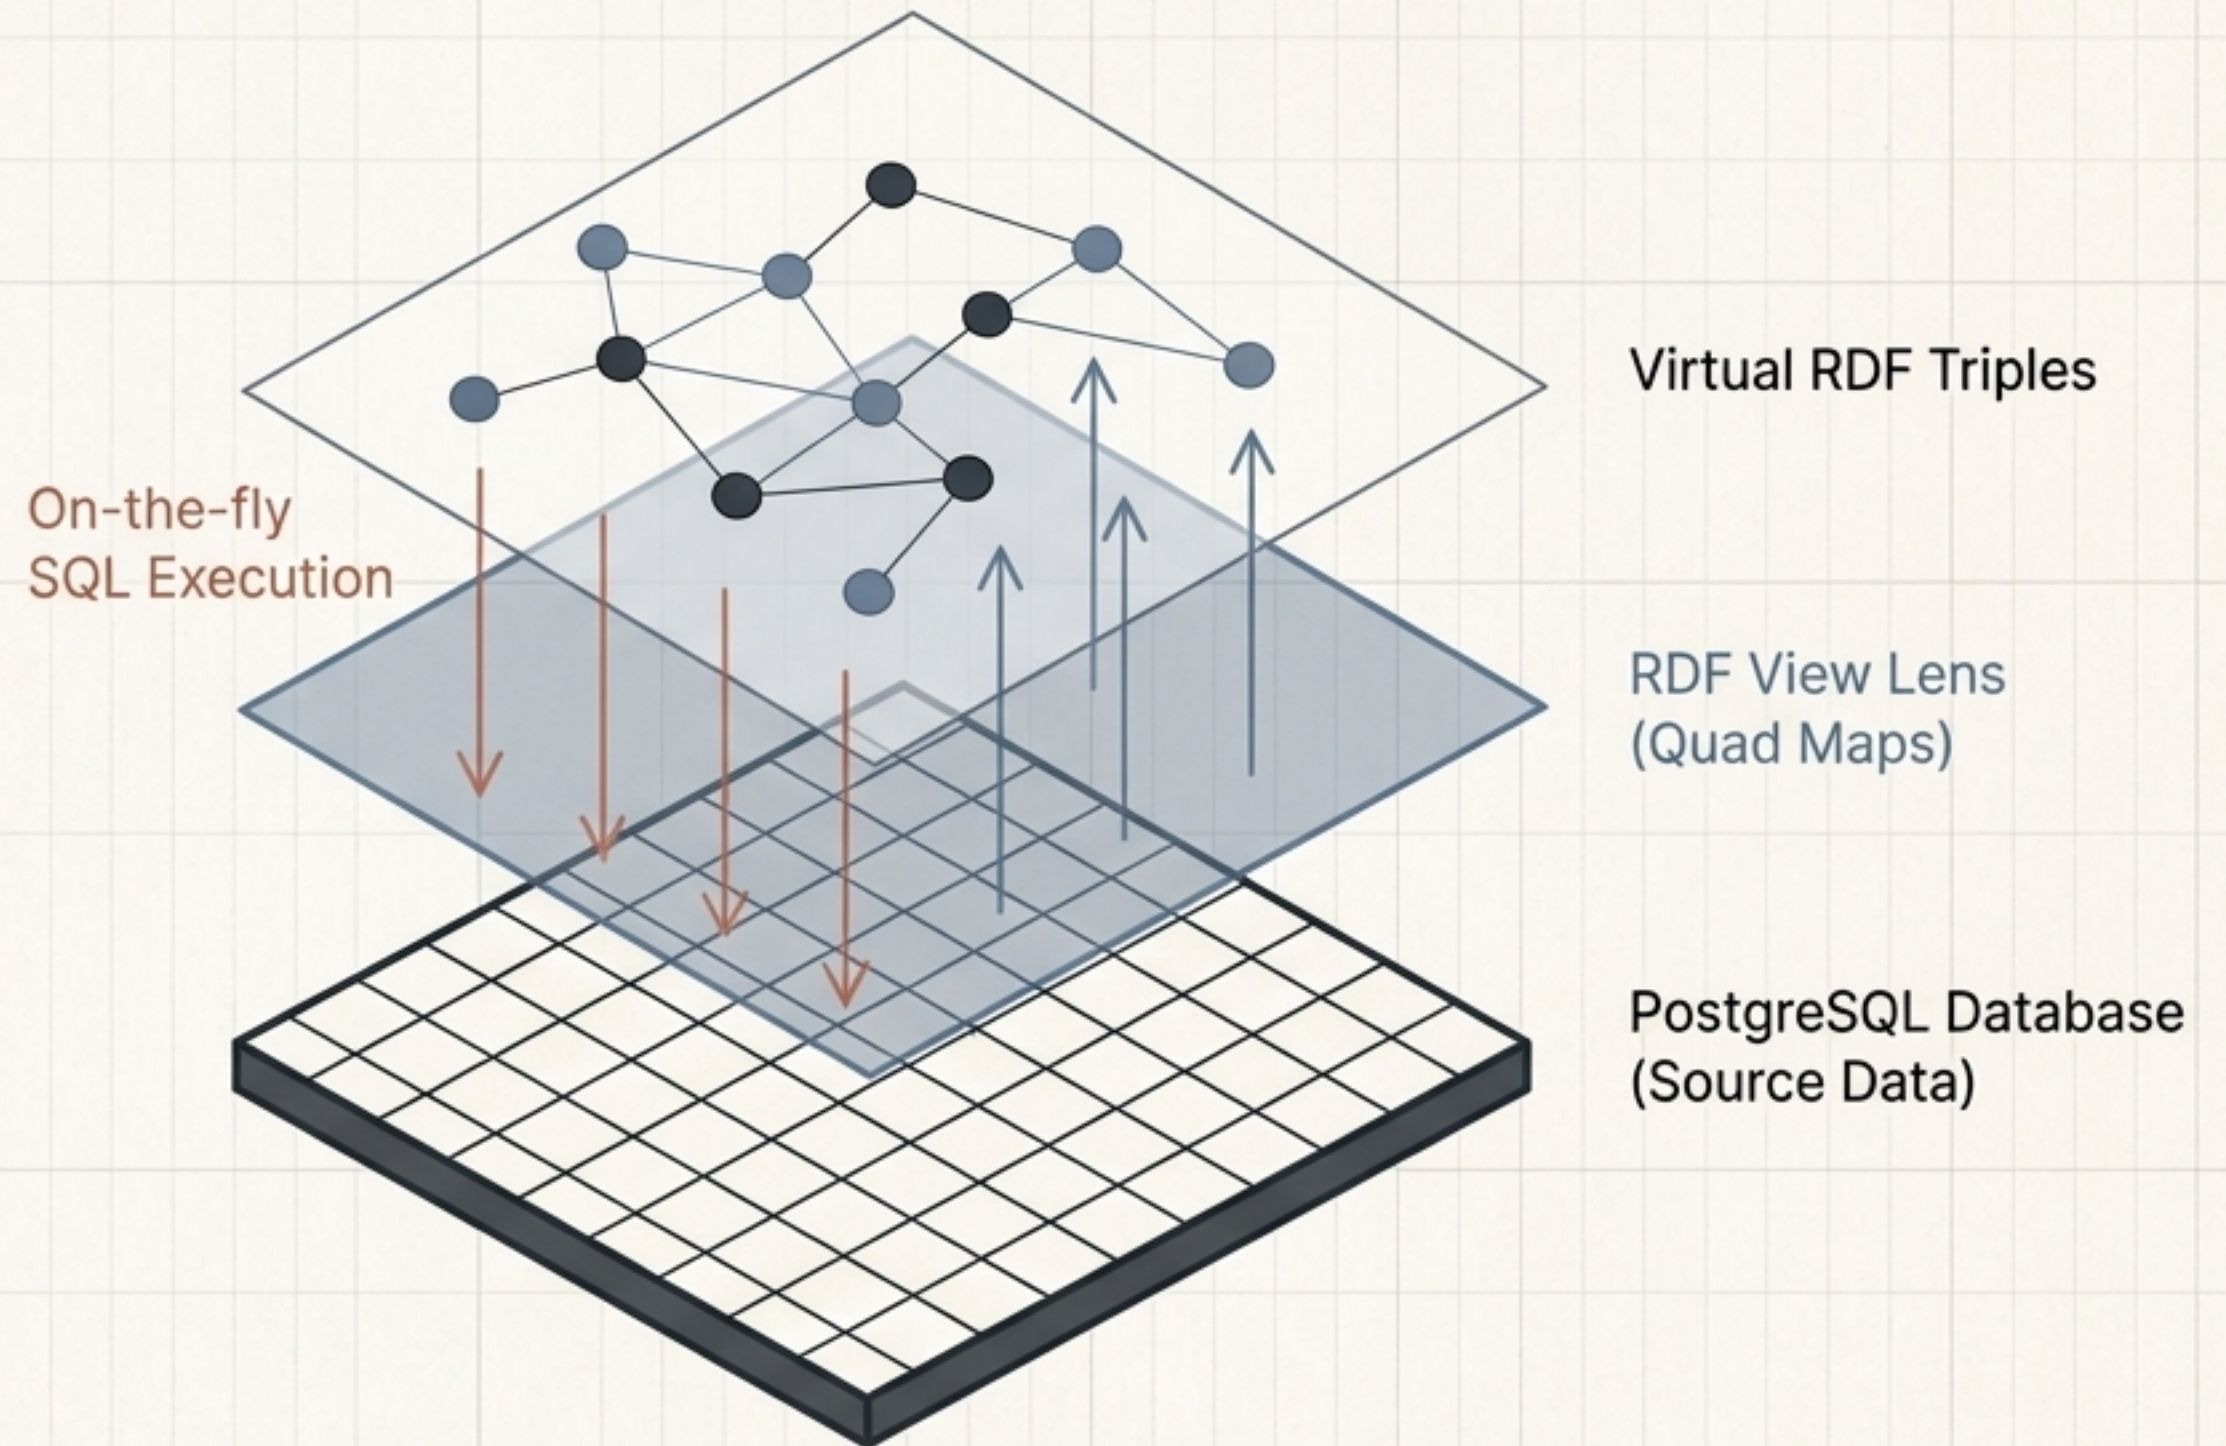 Virtual RDF Triples
On-the-fly
SQL Execution
RDF View Lens
(Quad Maps)
PostgreSQL Database
(Source Data)